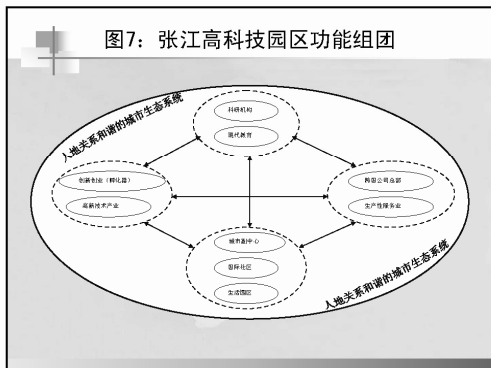 图7：张江高科技园区功能组团
人地关系和谐的城市生态系统
科研机构
现代教育
创新创业（孵化器）
高新技术产业
跨国公司总部
生产性服务业
城市副中心
国际社区
生活园区
人地关系和谐的城市生态系统